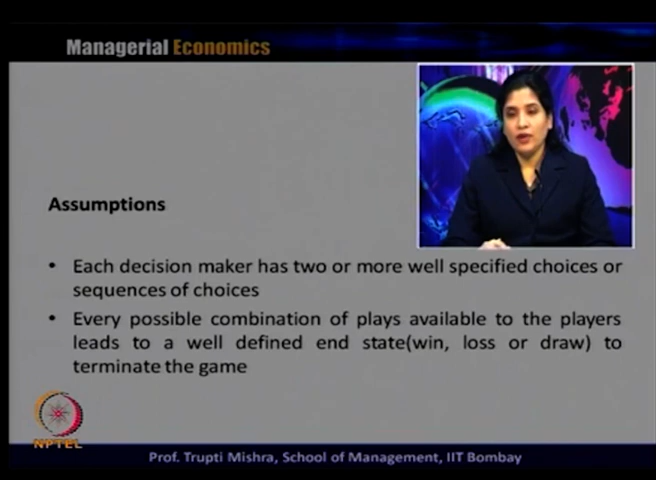 Managerial Economics
Assumptions
• Each decision maker has two or more well specified choices or
sequences of choices
• Every possible combination of plays available to the players
leads to a well defined end state(win, loss or draw) to
terminate the game
NPTEL
Prof. Trupti Mishra, School of Management, IIT Bombay